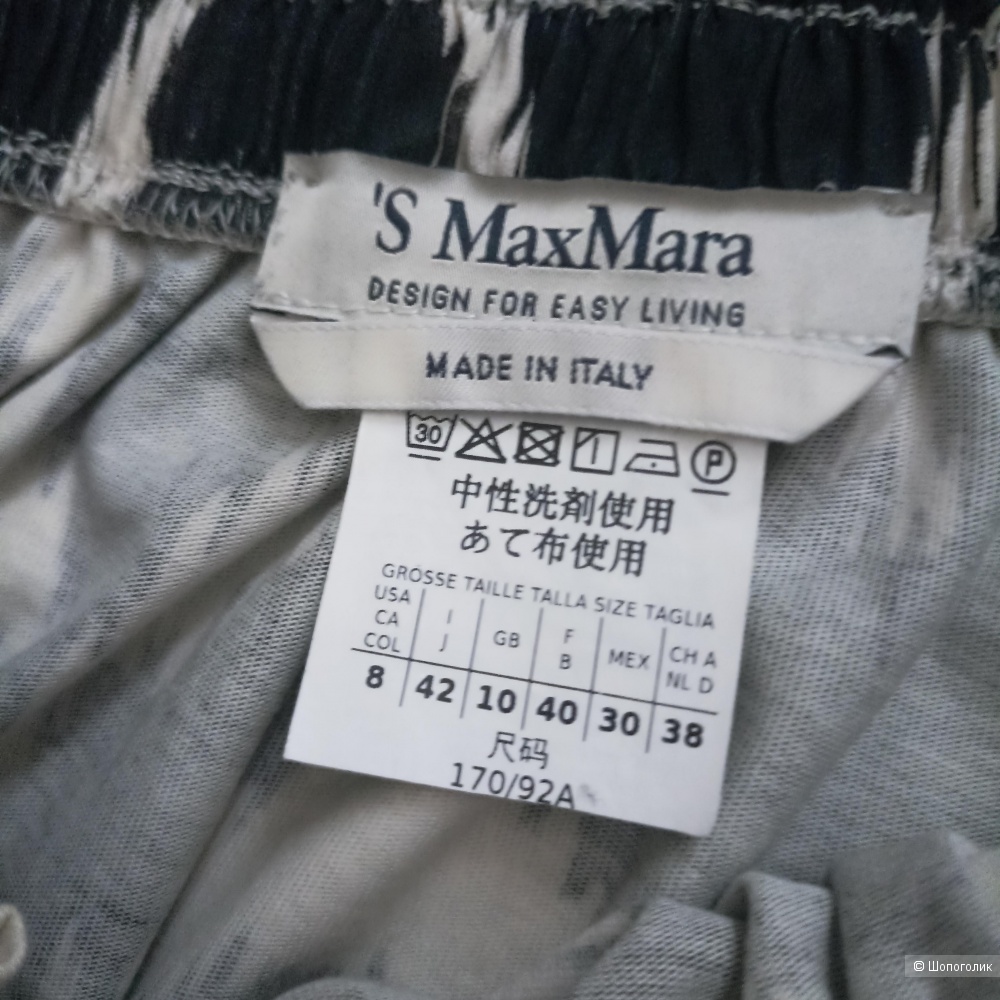 'S MaxMara
DESIGN FOR EASY LIVING
MADE IN ITALY
30 P
中性洗剤使用
あて布使用
GRÖSSE TAILLE TALLA SIZE TAGLIA
USA CA COL I J GB F B MEX CH A NL D
8 42 10 40 30 38
尺码
170/92A
© Шопоголик